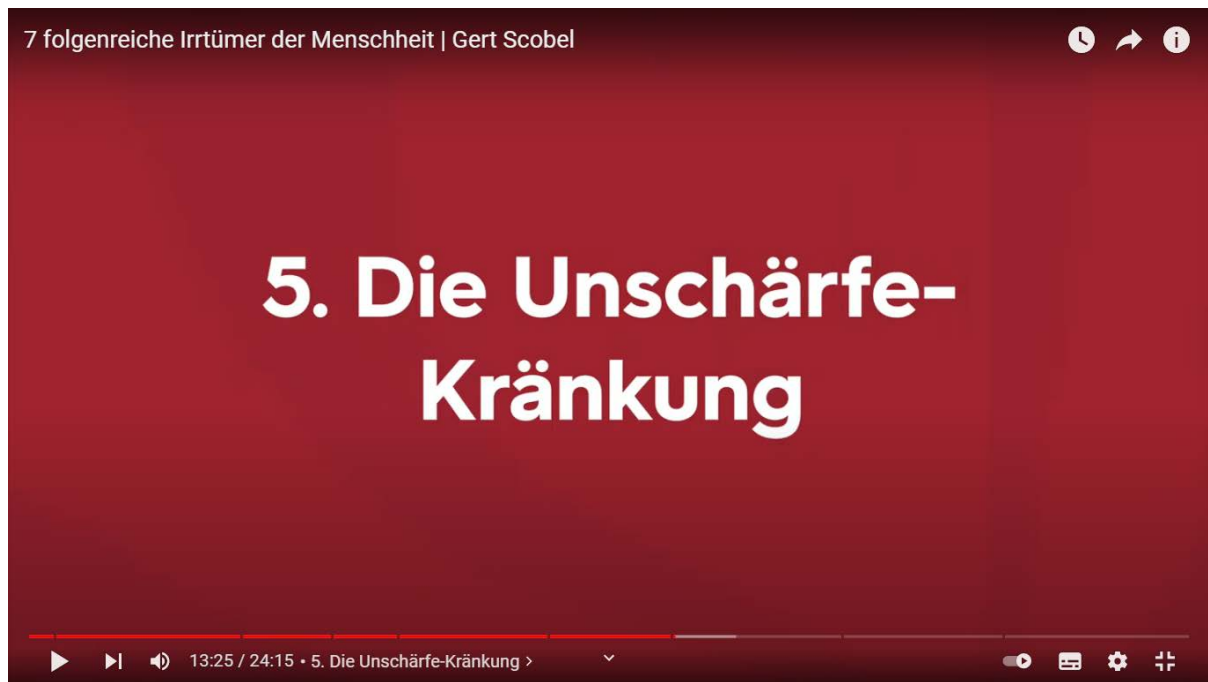 7 folgenreiche Irrtümer der Menschheit | Gert Scobel
5. Die Unschärfe-
Kränkung
13:25 / 24:15 • 5. Die Unschärfe-Kränkung >